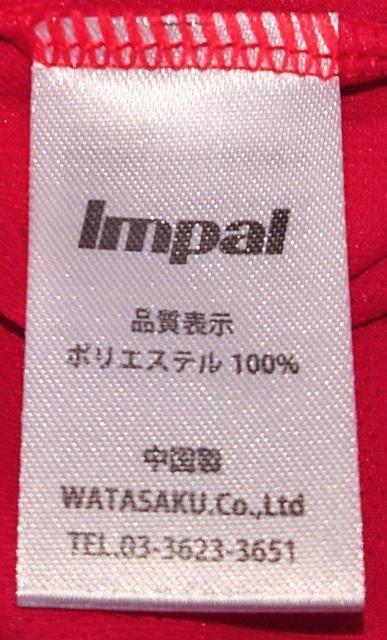 Impal
品質表示
ポリエステル 100%
中国製
WATASAKU.Co.,Ltd
TEL.03-3623-3651